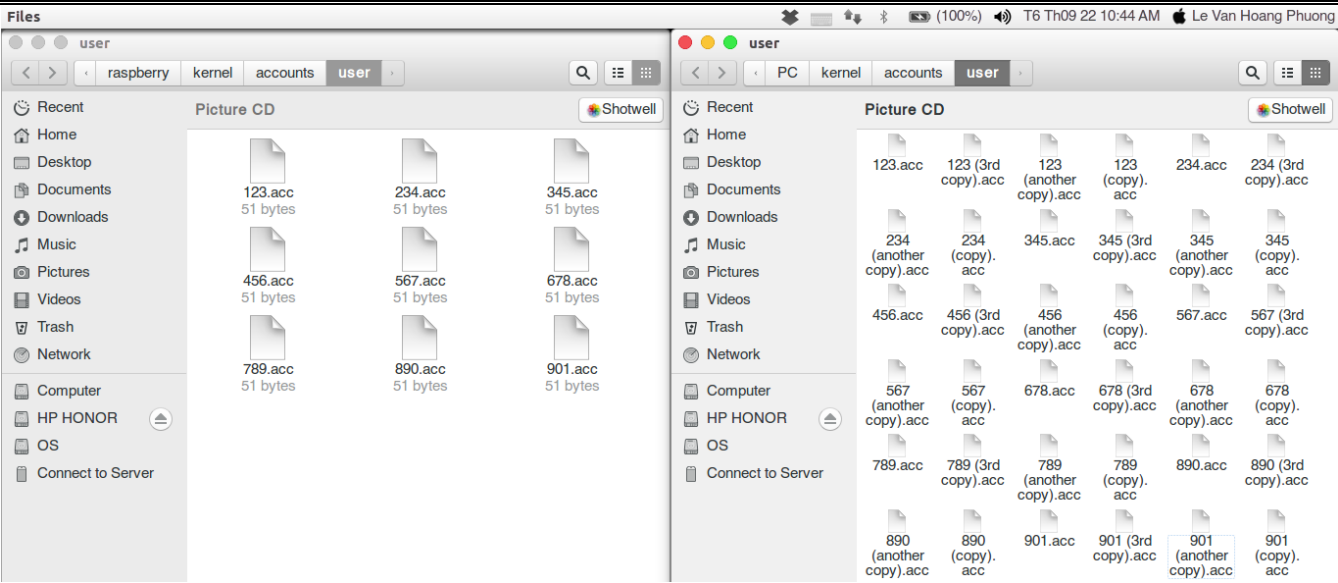 Files
(100%)
T6 Th09 22 10:44 AM
Le Van Hoang Phuong
user
raspberry
kernel
accounts
user
Recent
Home
Desktop
Documents
Downloads
Music
Pictures
Videos
Trash
Network
Computer
HP HONOR
OS
Connect to Server
Picture CD
Shotwell
123.acc
51 bytes
234.acc
51 bytes
345.acc
51 bytes
456.acc
51 bytes
567.acc
51 bytes
678.acc
51 bytes
789.acc
51 bytes
890.acc
51 bytes
901.acc
51 bytes
user
PC
kernel
accounts
user
Recent
Home
Desktop
Documents
Downloads
Music
Pictures
Videos
Trash
Network
Computer
HP HONOR
OS
Connect to Server
Picture CD
Shotwell
123.acc
123 (3rd
copy).acc
123
(another
copy).acc
123
(copy).
acc
234.acc
234 (3rd
copy).acc
234
(another
copy).acc
234
(copy).
acc
345.acc
345 (3rd
copy).acc
345
(another
copy).acc
345
(copy).
acc
456.acc
456 (3rd
copy).acc
456
(another
copy).acc
456
(copy).
acc
567.acc
567 (3rd
copy).acc
567
(another
copy).acc
567
(copy).
acc
678.acc
678 (3rd
copy).acc
678
(another
copy).acc
678
(copy).
acc
789.acc
789 (3rd
copy).acc
789
(another
copy).acc
789
(copy).
acc
890.acc
890 (3rd
copy).acc
890
(another
copy).acc
890
(copy).
acc
901.acc
901 (3rd
copy).acc
901
(another
copy).acc
901
(copy).
acc